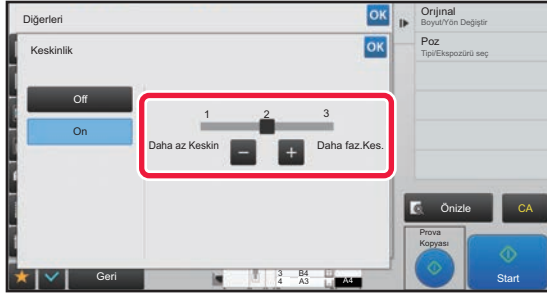 Diğerleri
OK
Keskinlik
OK
Off
On
1 2 3
Daha az Keskin
Daha faz.Kes.
Geri
3 B4
4 A3
A4
Orijinal
Boyut/Yön Değiştir
Poz
Tipi/Ekspozürü seç
Önizle
CA
Prova
Kopyası
Start